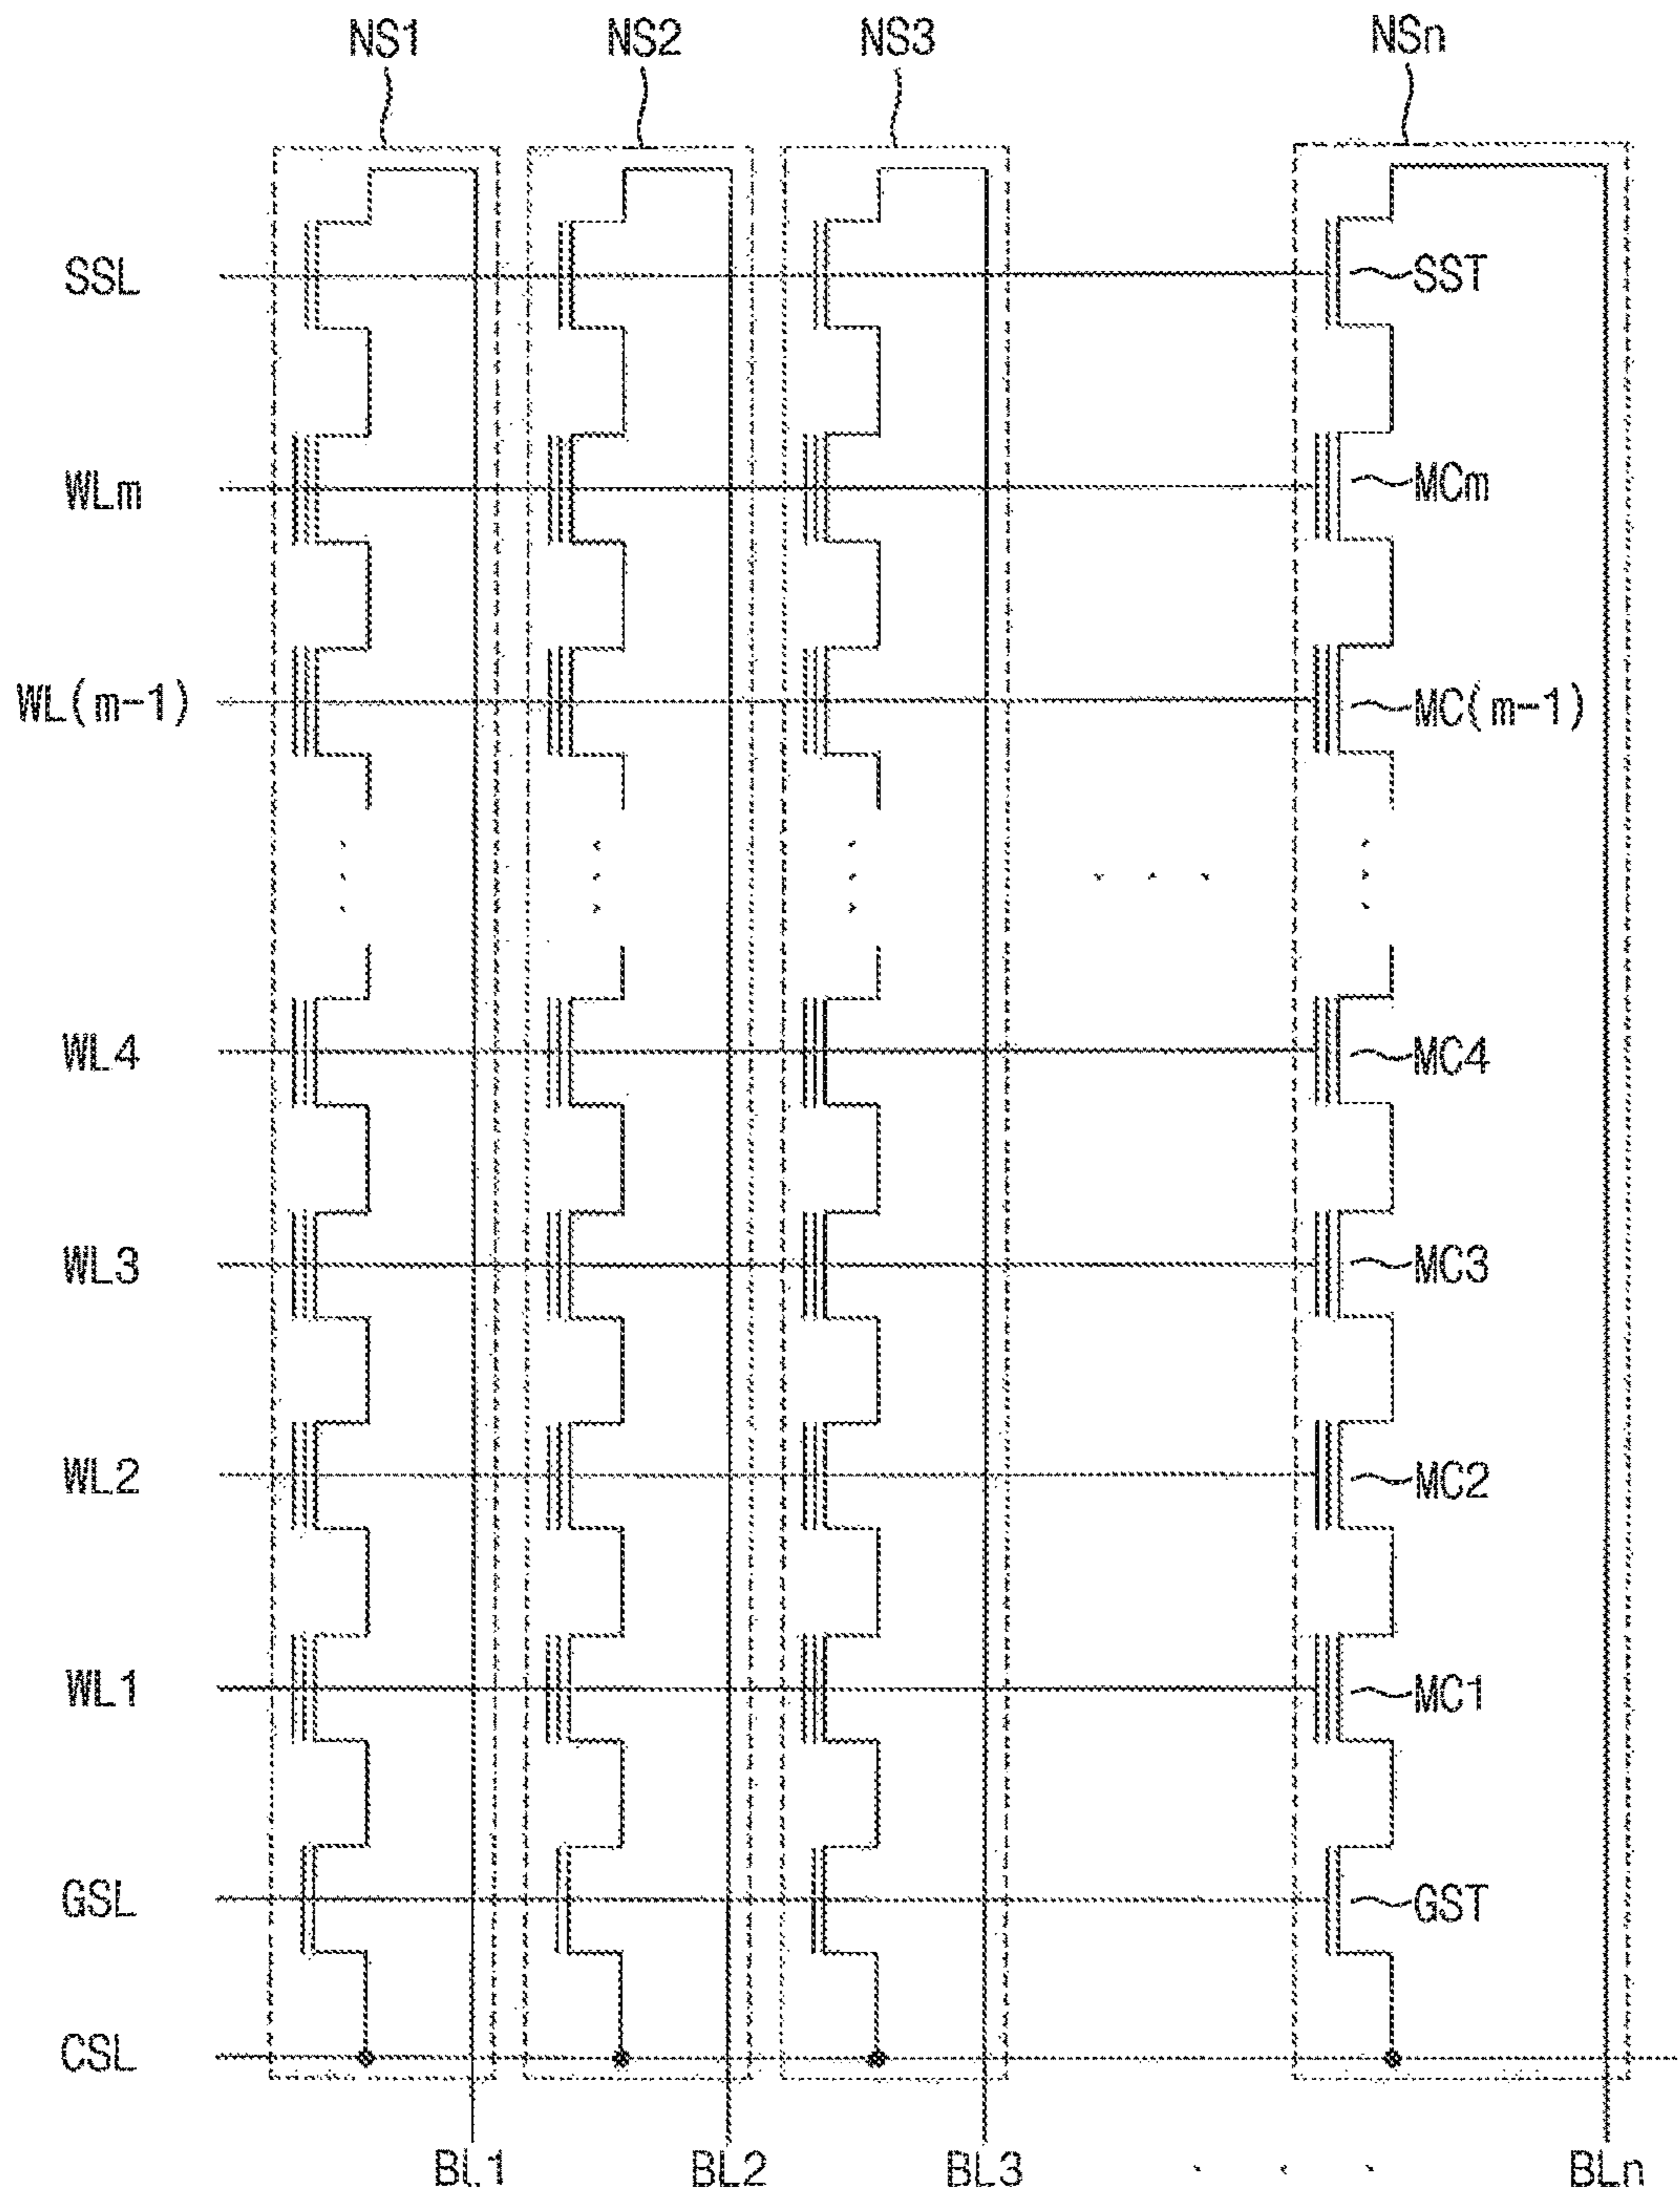 NS1 NS2 NS3 NSn
SSL SST
WLm MCm
WL(m-1) MC(m-1)
WL4 MC4
WL3 MC3
WL2 MC2
WL1 MC1
GSL GST
CSL
BL1 BL2 BL3 . . . BLn